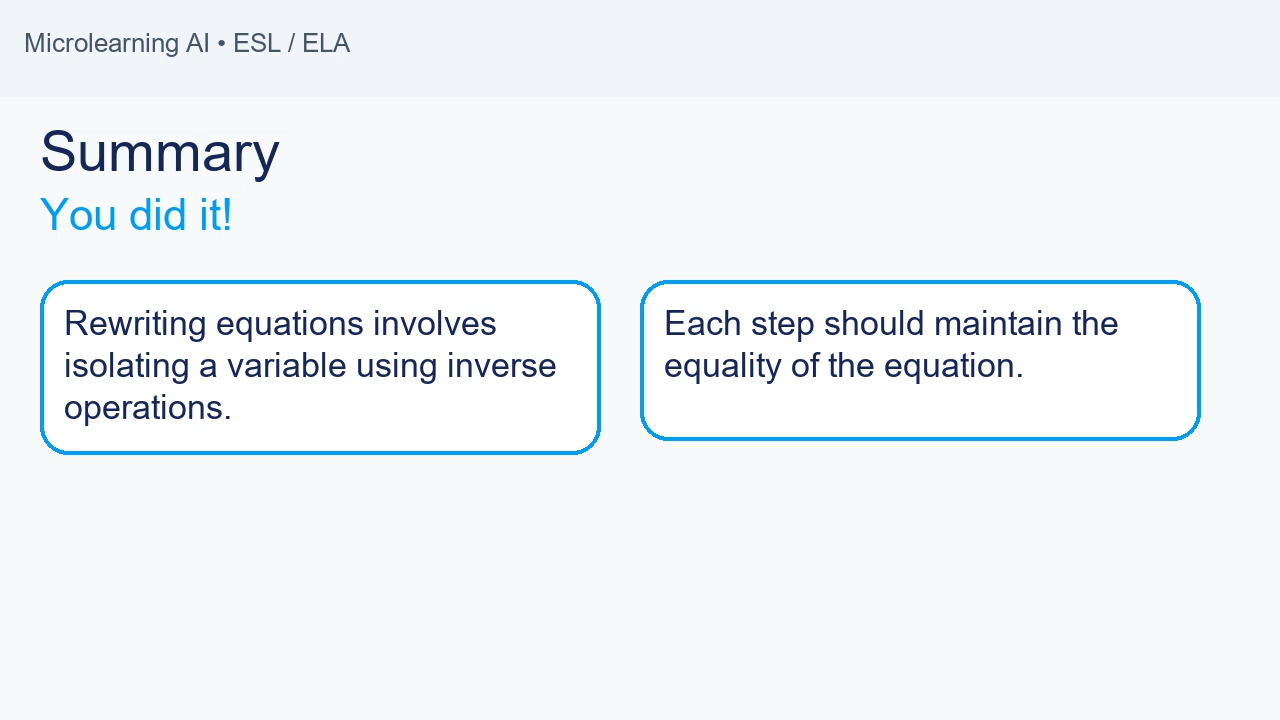 Microlearning AI • ESL / ELA
Summary
You did it!
Rewriting equations involves
isolating a variable using inverse
operations.
Each step should maintain the
equality of the equation.